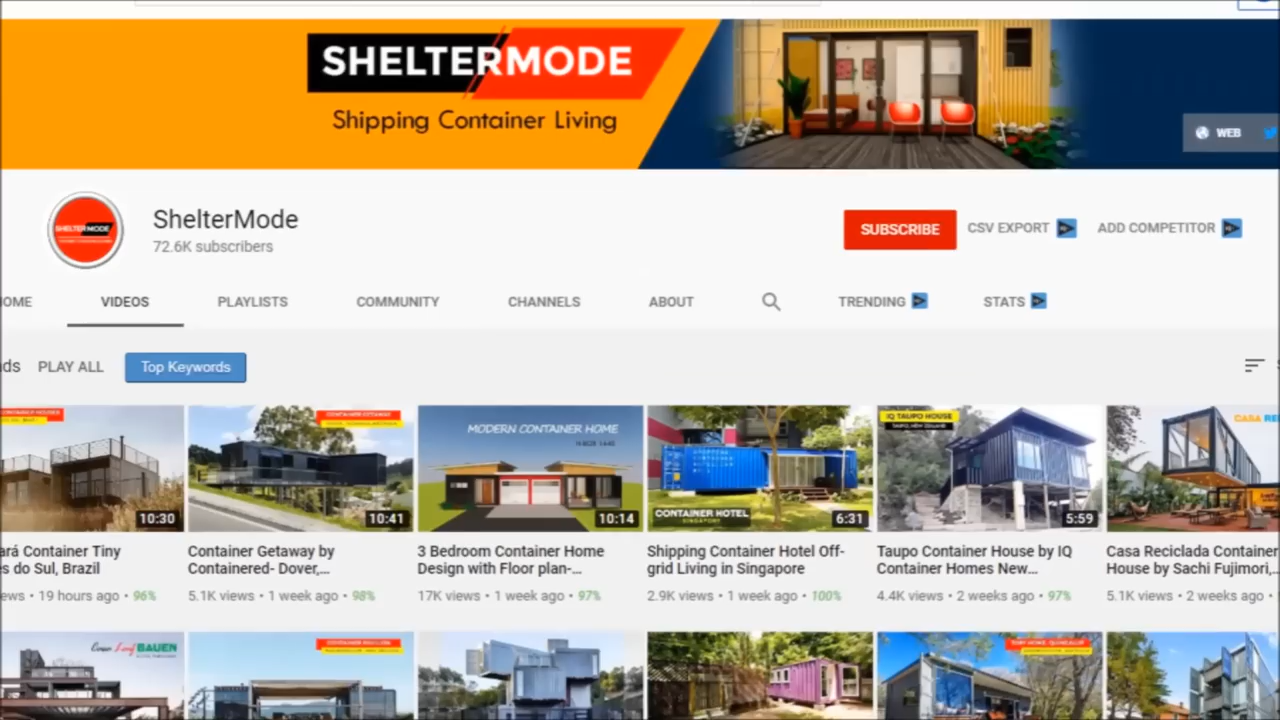 SHELTERMODE
Shipping Container Living
WEB
SHELTERMODE
ShelterMode
72.6K subscribers
SUBSCRIBE
CSV EXPORT
ADD COMPETITOR
OME
VIDEOS
PLAYLISTS
COMMUNITY
CHANNELS
ABOUT
TRENDING
STATS
ds
PLAY ALL
Top Keywords
10:30
CONTAINER GETAWAY
10:41
MODERN CONTAINER HOME
10:14
CONTAINER HOTEL
SINGAPORE
6:31
IQ TAUPO HOUSE
TAUPO, NEW ZEALAND
5:59
CASA RE
ará Container Tiny
s do Sul, Brazil
ews • 19 hours ago • 96%
Container Getaway by
Containered- Dover,...
5.1K views • 1 week ago • 98%
3 Bedroom Container Home
Design with Floor plan-...
17K views • 1 week ago • 97%
Shipping Container Hotel Off-
grid Living in Singapore
2.9K views • 1 week ago • 100%
Taupo Container House by IQ
Container Homes New...
4.4K views • 2 weeks ago • 97%
Casa Reciclada Container
House by Sachi Fujimori,...
5.1K views • 2 weeks ago •
BAUEN